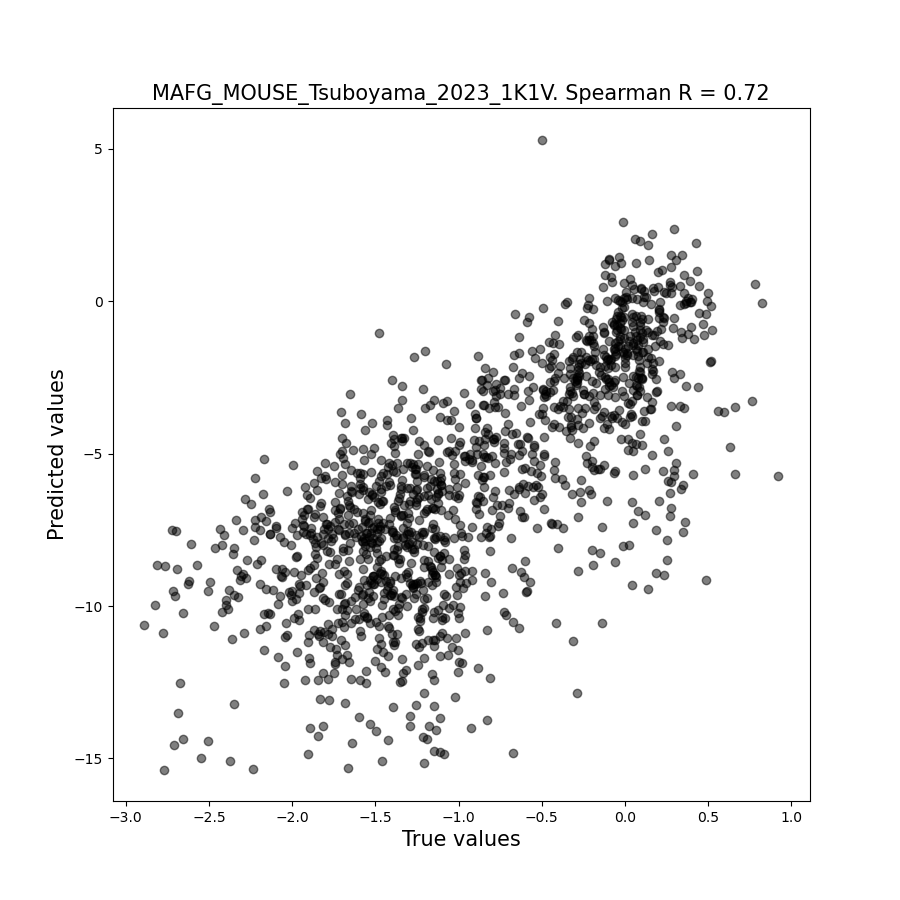 MAFG_MOUSE_Tsuboyama_2023_1K1V. Spearman R = 0.72
5
0
−5
−10
−15
Predicted values
−3.0 −2.5 −2.0 −1.5 −1.0 −0.5 0.0 0.5 1.0
True values